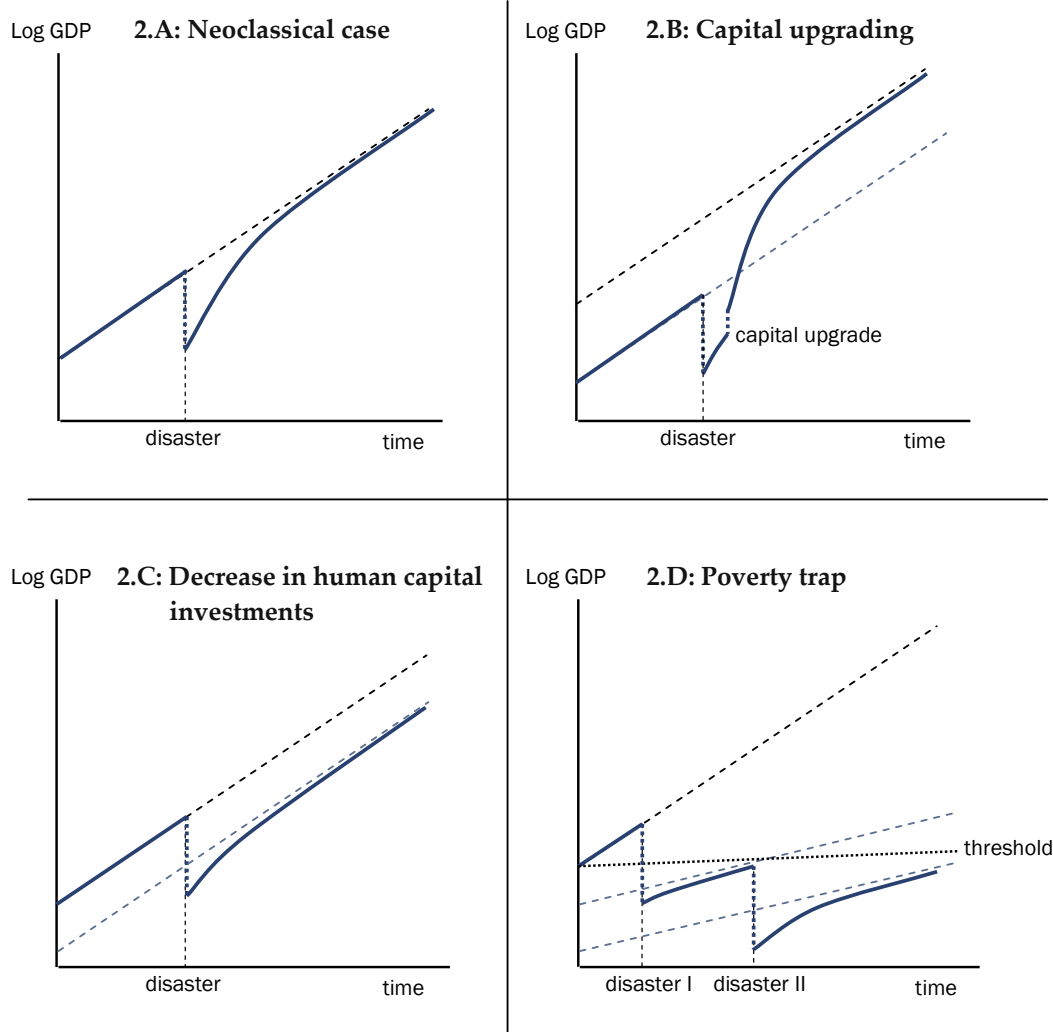 Log GDP
2.A: Neoclassical case
disaster
time
Log GDP
2.B: Capital upgrading
capital upgrade
disaster
time
Log GDP
2.C: Decrease in human capital
investments
disaster
time
Log GDP
2.D: Poverty trap
threshold
disaster I
disaster II
time